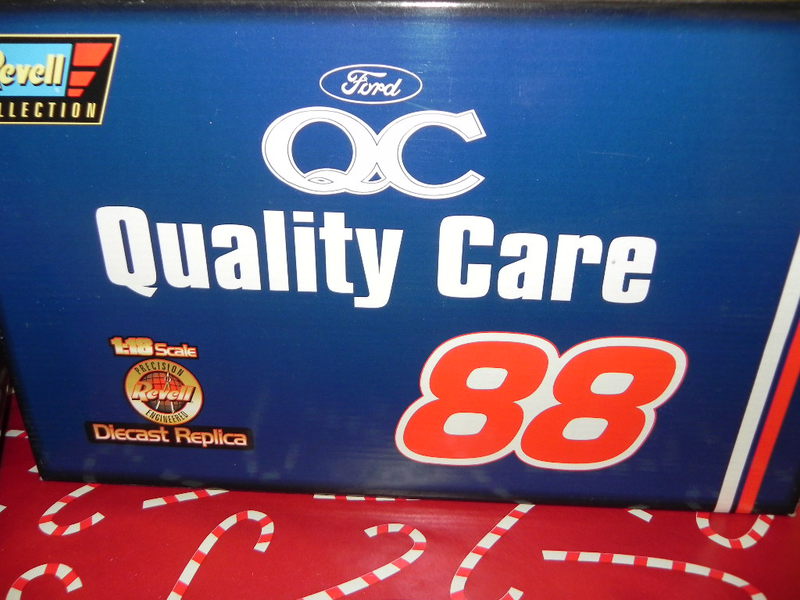 Revell
COLLECTION
Ford
QC
Quality Care
1:18 Scale
PRECISION
Revell
ENGINEERED
Diecast Replica
88